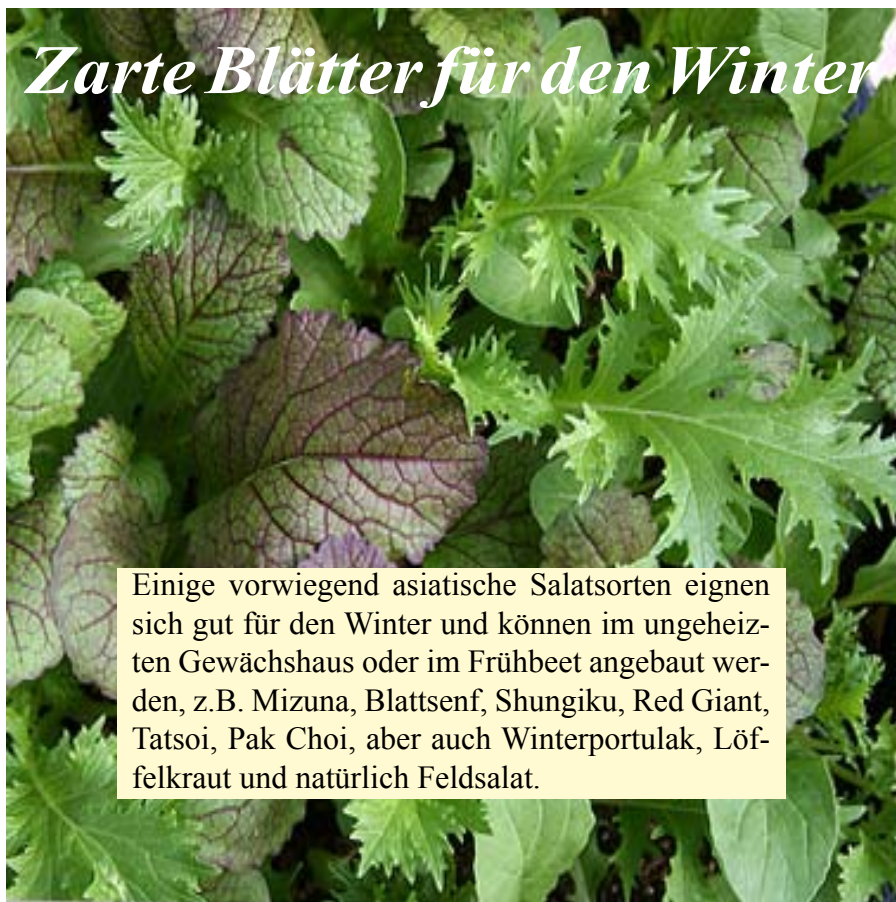 Zarte Blätter für den Winter
Einige vorwiegend asiatische Salatsorten eignen
sich gut für den Winter und können im ungeheiz-
ten Gewächshaus oder im Frühbeet angebaut wer-
den, z.B. Mizuna, Blattsenf, Shungiku, Red Giant,
Tatsoi, Pak Choi, aber auch Winterportulak, Löf-
felkraut und natürlich Feldsalat.